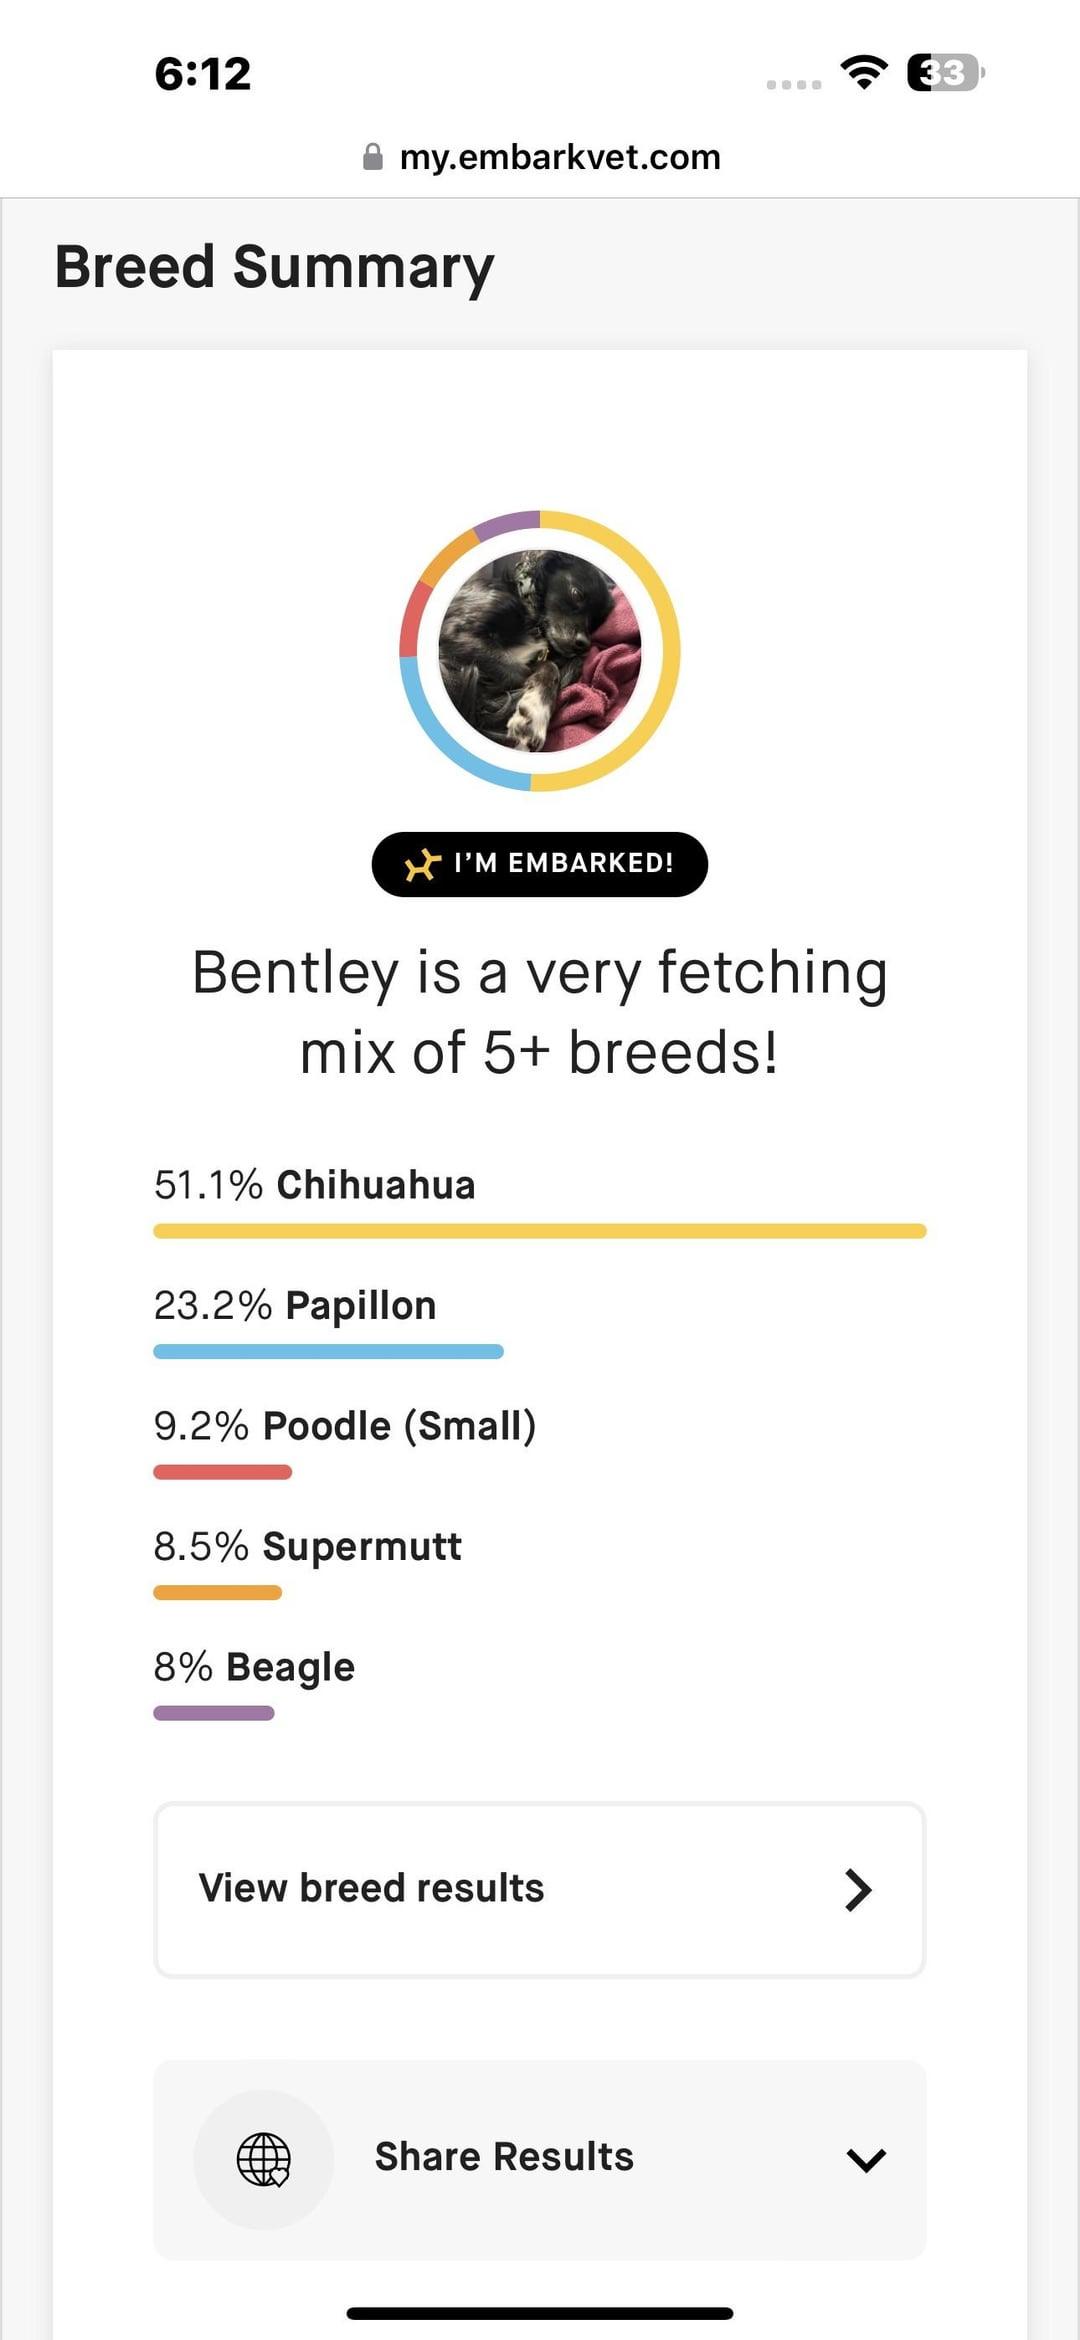 6:12
33
my.embarkvet.com
Breed Summary
I’M EMBARKED!
Bentley is a very fetching
mix of 5+ breeds!
51.1% Chihuahua
23.2% Papillon
9.2% Poodle (Small)
8.5% Supermutt
8% Beagle
View breed results
Share Results